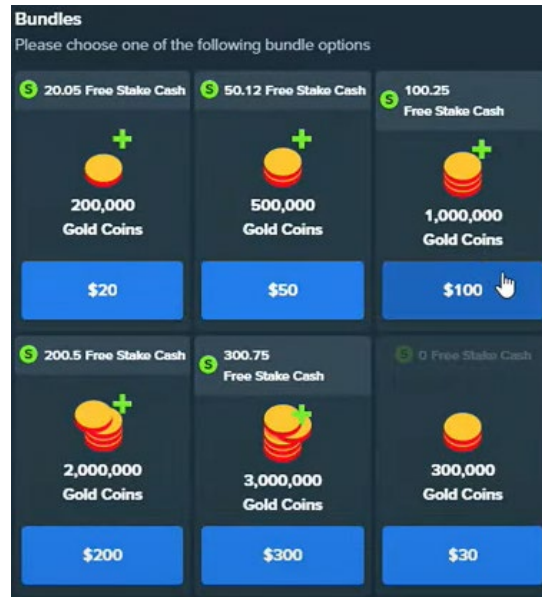 Bundles
Please choose one of the following bundle options
S 20.05 Free Stake Cash
200,000
Gold Coins
$20
S 50.12 Free Stake Cash
500,000
Gold Coins
$50
S 100.25
Free Stake Cash
1,000,000
Gold Coins
$100
S 200.5 Free Stake Cash
2,000,000
Gold Coins
$200
S 300.75
Free Stake Cash
3,000,000
Gold Coins
$300
S 0 Free Stake Cash
300,000
Gold Coins
$30